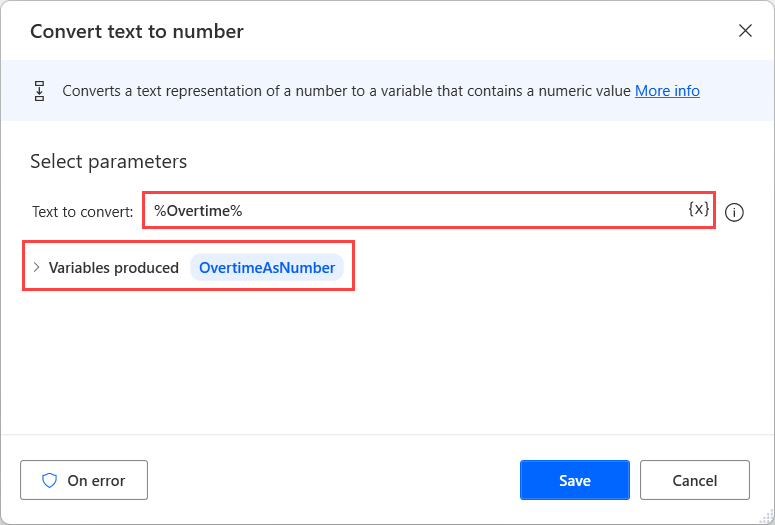 Convert text to number
Converts a text representation of a number to a variable that contains a numeric value More info
Select parameters
Text to convert: %Overtime% {x}
Variables produced OvertimeAsNumber
On error Save Cancel